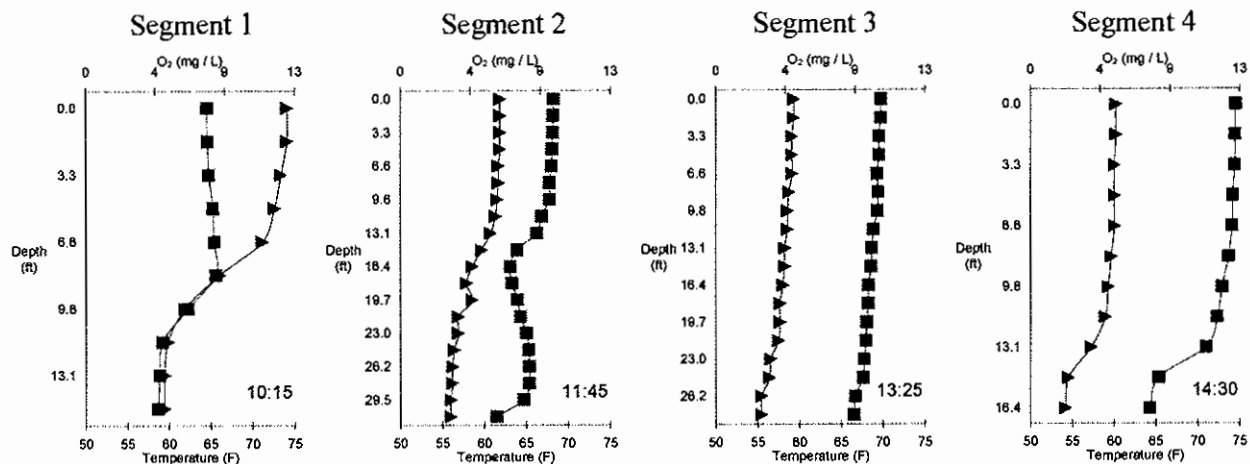 Segment 1
O₂ (mg / L)
0 4 9 13
0.0
3.3
6.6
9.8
13.1
Depth
(ft)
10:15
50 55 60 65 70 75
Temperature (F)
Segment 2
O₂ (mg / L)
0 4 9 13
0.0
3.3
6.6
9.8
13.1
16.4
19.7
23.0
26.2
29.5
Depth
(ft)
11:45
50 55 60 65 70 75
Temperature (F)
Segment 3
O₂ (mg / L)
0 4 9 13
0.0
3.3
6.6
9.8
13.1
16.4
19.7
23.0
26.2
Depth
(ft)
13:25
50 55 60 65 70 75
Temperature (F)
Segment 4
O₂ (mg / L)
0 4 9 13
0.0
3.3
6.6
9.8
13.1
16.4
Depth
(ft)
14:30
50 55 60 65 70 75
Temperature (F)